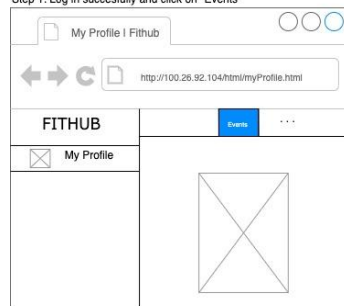 Step 1: Log in succesfully and click on "Events"
My Profile | Fithub
http://100.26.92.104/html/myProfile.html
FITHUB
Events
...
My Profile